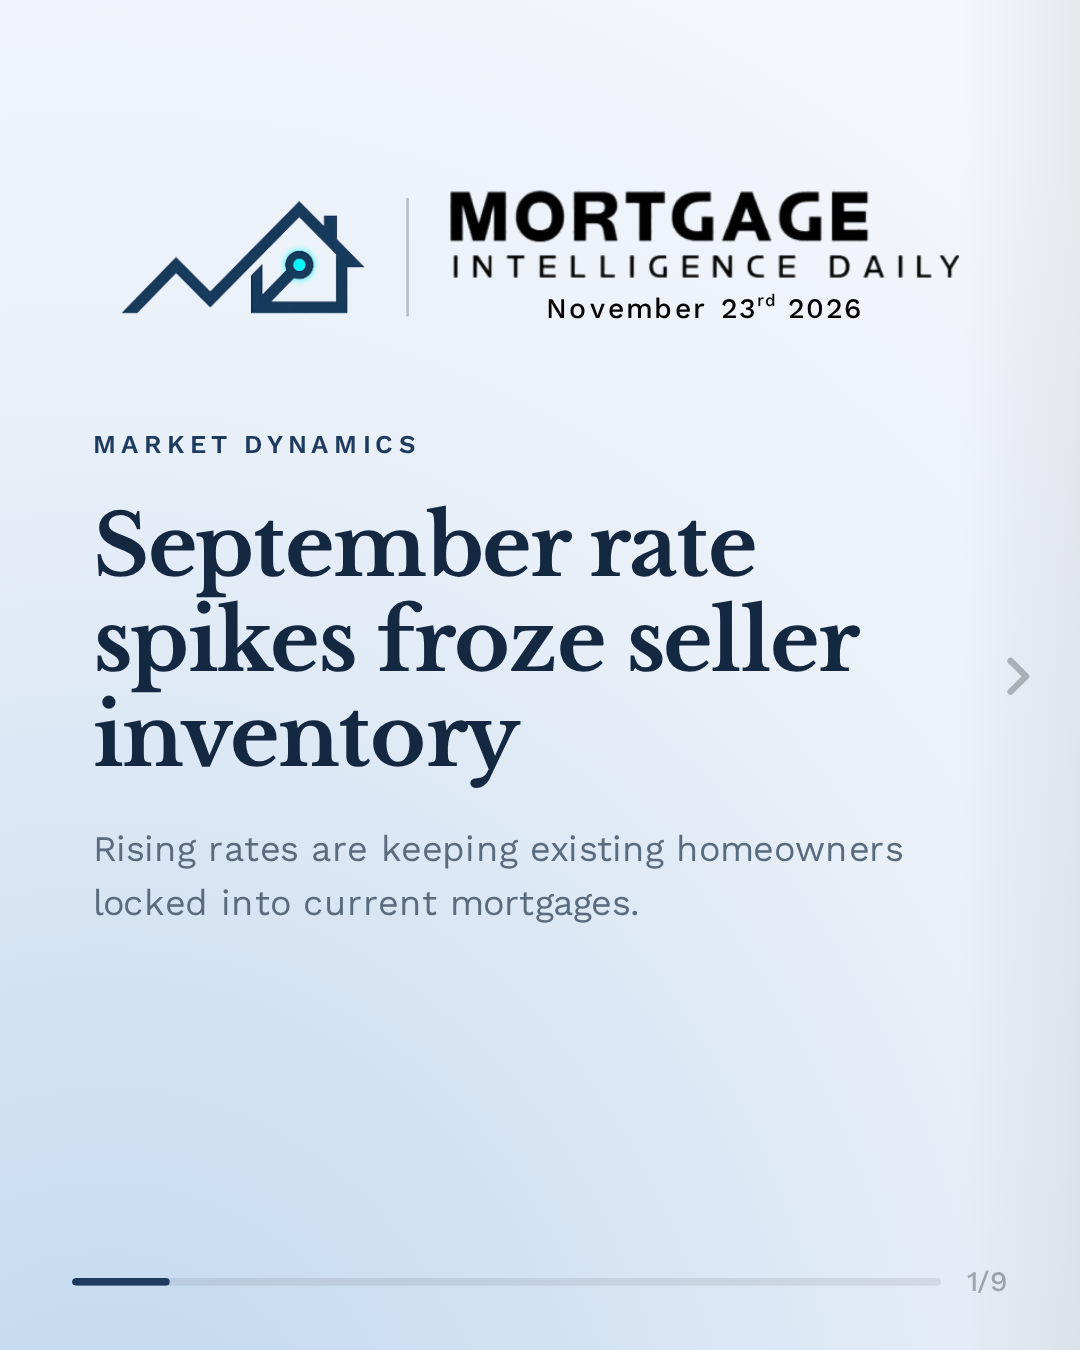 MORTGAGE
INTELLIGENCE DAILY
November 23rd 2026
MARKET DYNAMICS
September rate
spikes froze seller
inventory
Rising rates are keeping existing homeowners
locked into current mortgages.
1/9